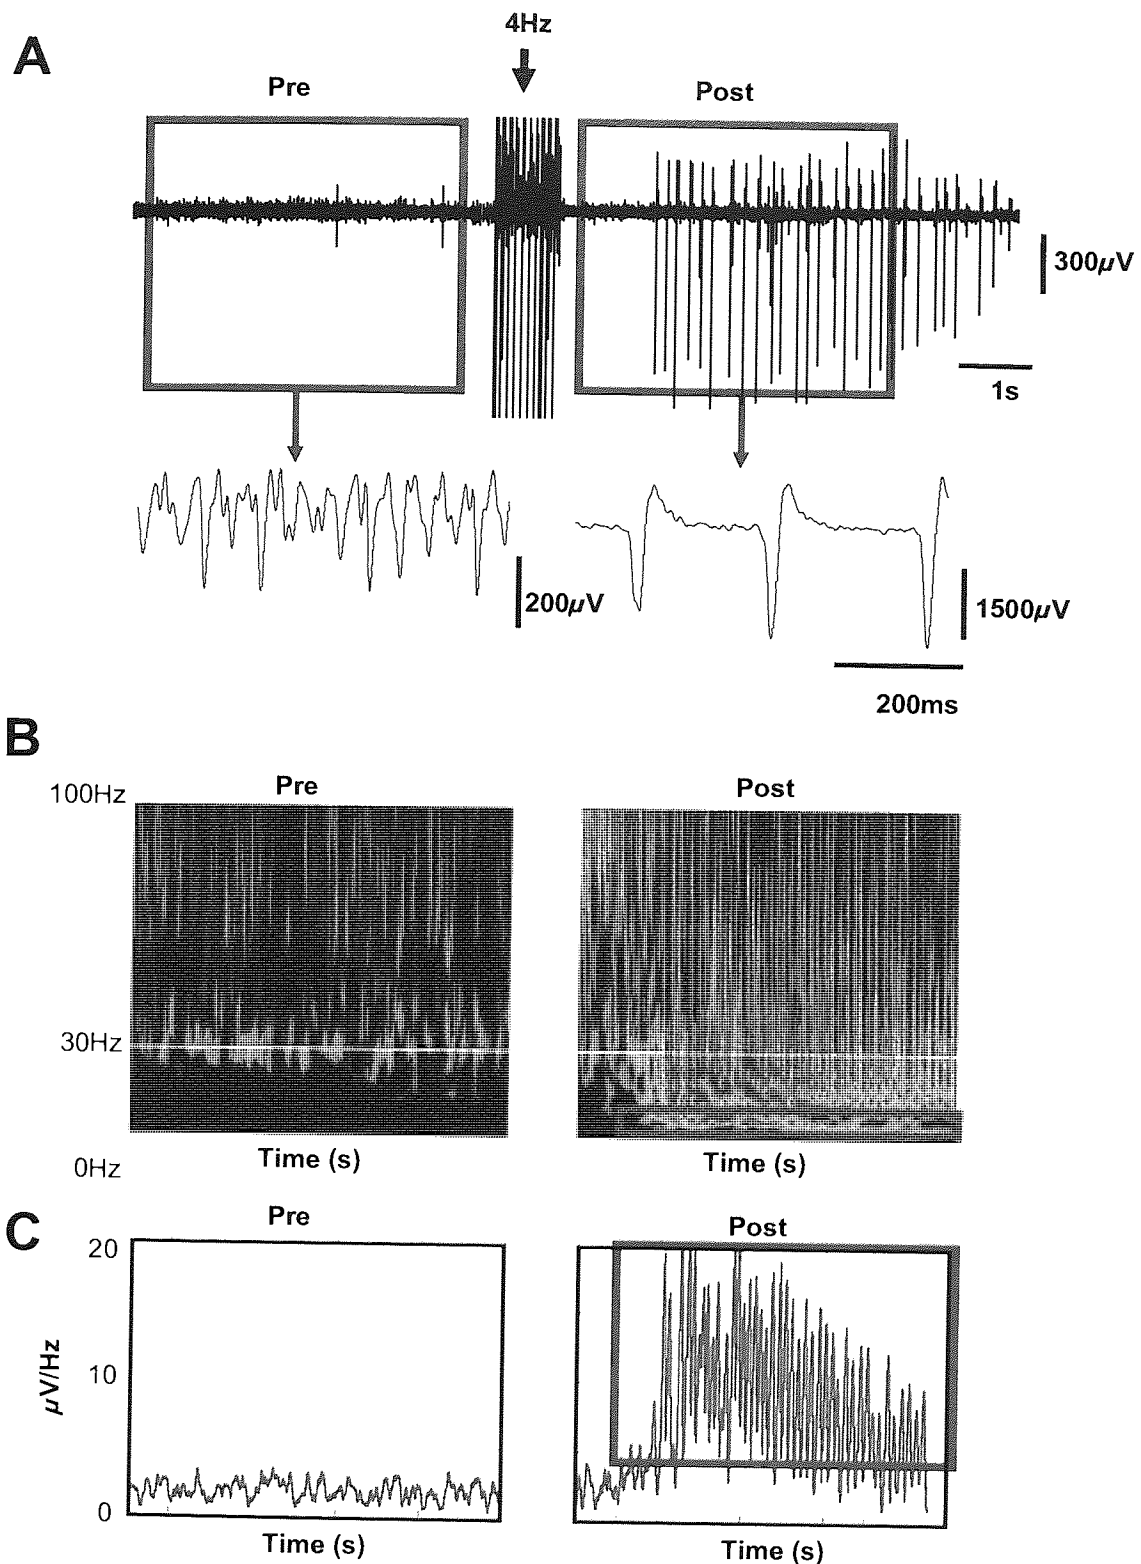 A
4Hz
Pre
Post
300µV
1s
200µV
1500µV
200ms
B
Pre
Post
100Hz
30Hz
0Hz
Time (s)
Time (s)
C
Pre
Post
20
10
0
µV/Hz
Time (s)
Time (s)